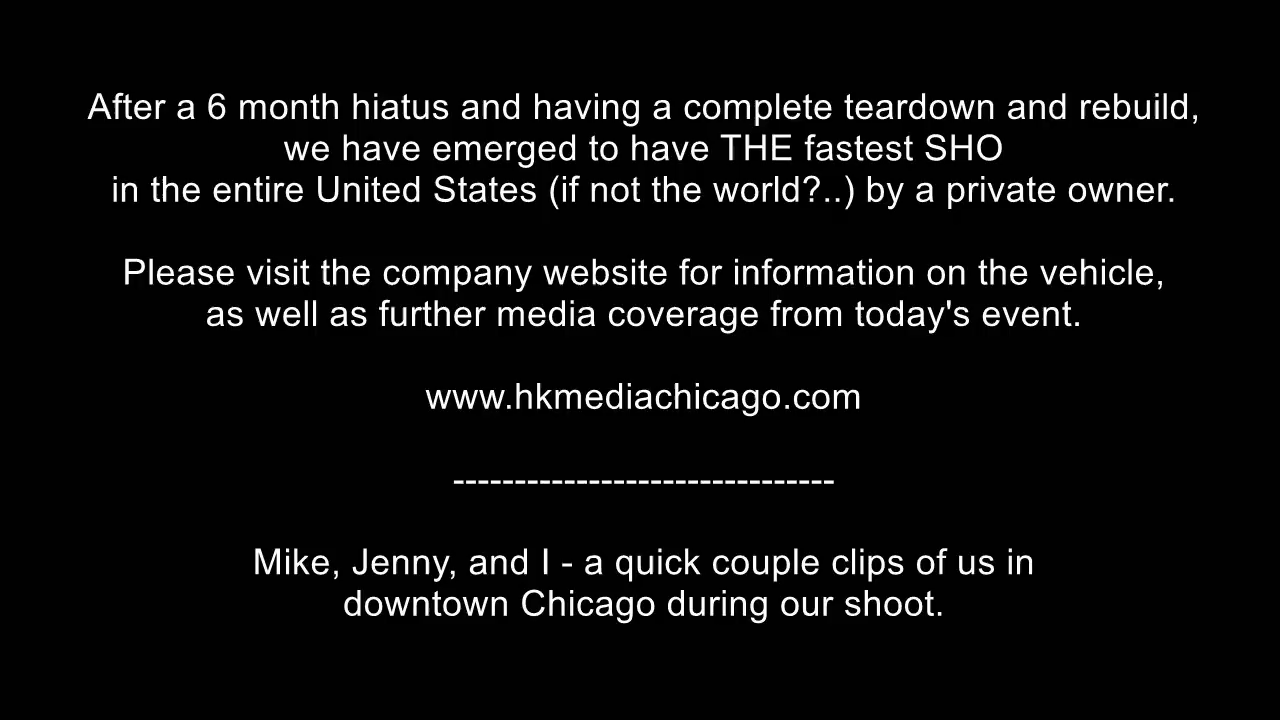 After a 6 month hiatus and having a complete teardown and rebuild,
we have emerged to have THE fastest SHO
in the entire United States (if not the world?..) by a private owner.
Please visit the company website for information on the vehicle,
as well as further media coverage from today's event.
www.hkmediachicago.com
-------------------------------
Mike, Jenny, and I - a quick couple clips of us in
downtown Chicago during our shoot.